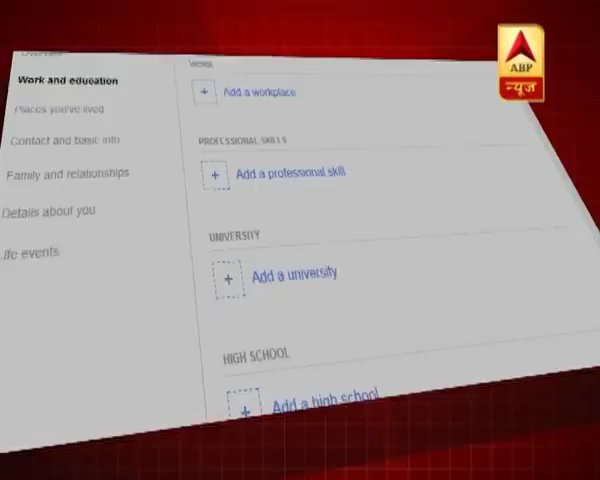 Overview
Work and education
Places you've lived
Contact and basic info
Family and relationships
Details about you
Life events
WORK
+ Add a workplace
PROFESSIONAL SKILLS
+ Add a professional skill
UNIVERSITY
+ Add a university
HIGH SCHOOL
+ Add a high school
ABP
न्यूज़